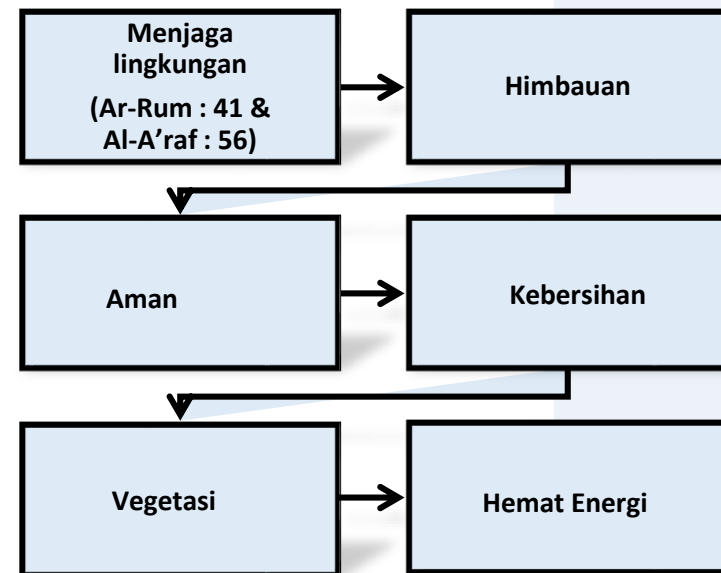 Menjaga
lingkungan
(Ar-Rum : 41 &
Al-A’raf : 56)
Himbauan
Aman
Kebersihan
Vegetasi
Hemat Energi